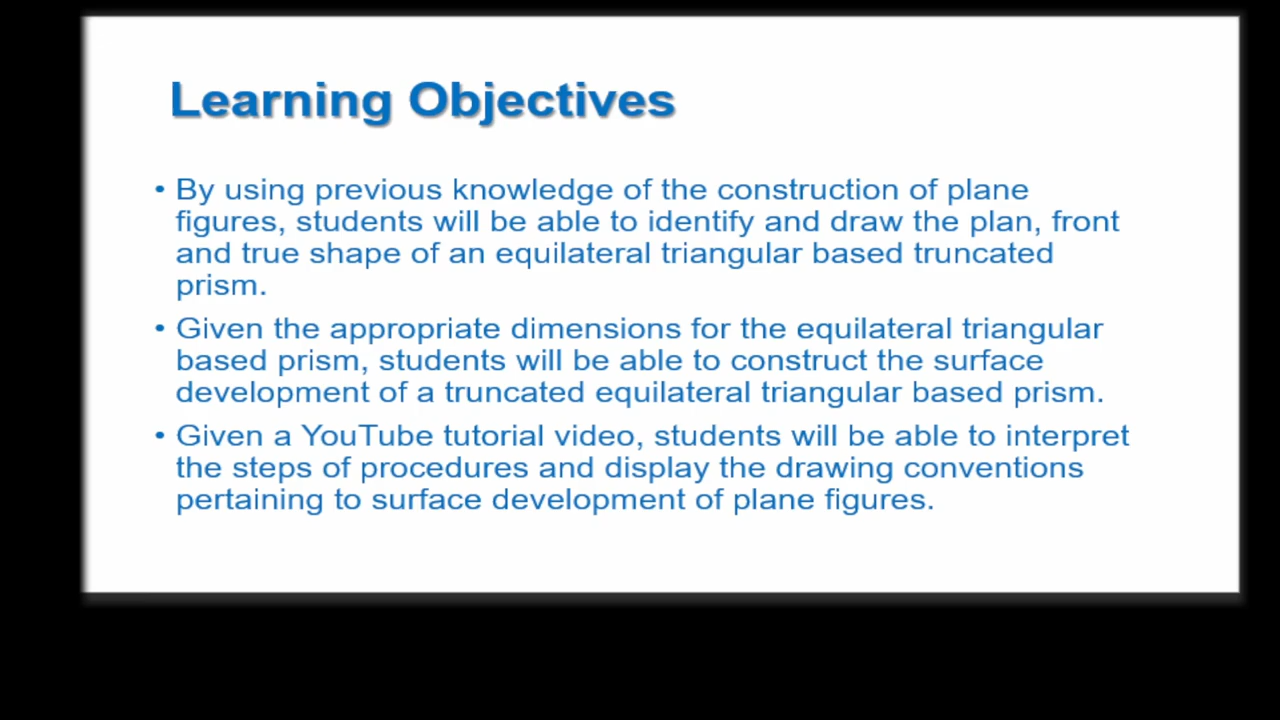 Learning Objectives
• By using previous knowledge of the construction of plane
figures, students will be able to identify and draw the plan, front
and true shape of an equilateral triangular based truncated
prism.
• Given the appropriate dimensions for the equilateral triangular
based prism, students will be able to construct the surface
development of a truncated equilateral triangular based prism.
• Given a YouTube tutorial video, students will be able to interpret
the steps of procedures and display the drawing conventions
pertaining to surface development of plane figures.